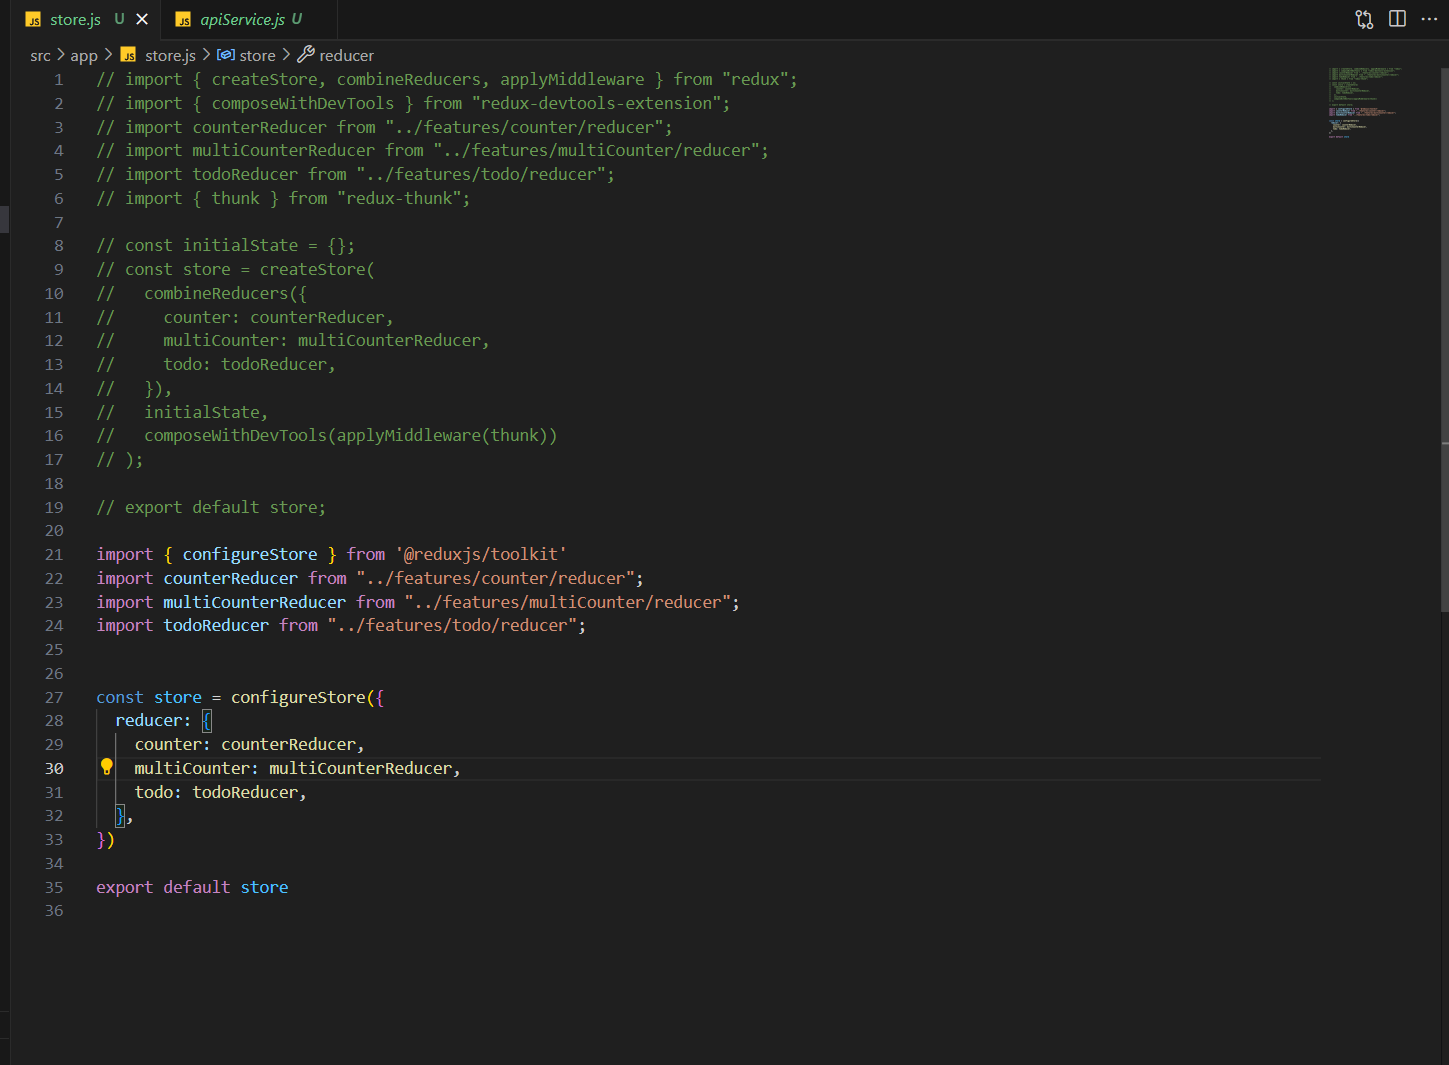 JS store.js U × JS apiService.js U ···
src > app > JS store.js > store > reducer
1 // import { createStore, combineReducers, applyMiddleware } from "redux";
2 // import { composeWithDevTools } from "redux-devtools-extension";
3 // import counterReducer from "../features/counter/reducer";
4 // import multiCounterReducer from "../features/multiCounter/reducer";
5 // import todoReducer from "../features/todo/reducer";
6 // import { thunk } from "redux-thunk";
7
8 // const initialState = {};
9 // const store = createStore(
10 //   combineReducers({
11 //     counter: counterReducer,
12 //     multiCounter: multiCounterReducer,
13 //     todo: todoReducer,
14 //   }),
15 //   initialState,
16 //   composeWithDevTools(applyMiddleware(thunk))
17 // );
18
19 // export default store;
20
21 import { configureStore } from '@reduxjs/toolkit'
22 import counterReducer from "../features/counter/reducer";
23 import multiCounterReducer from "../features/multiCounter/reducer";
24 import todoReducer from "../features/todo/reducer";
25
26
27 const store = configureStore({
28   reducer: {
29     counter: counterReducer,
30     multiCounter: multiCounterReducer,
31     todo: todoReducer,
32   },
33 })
34
35 export default store
36